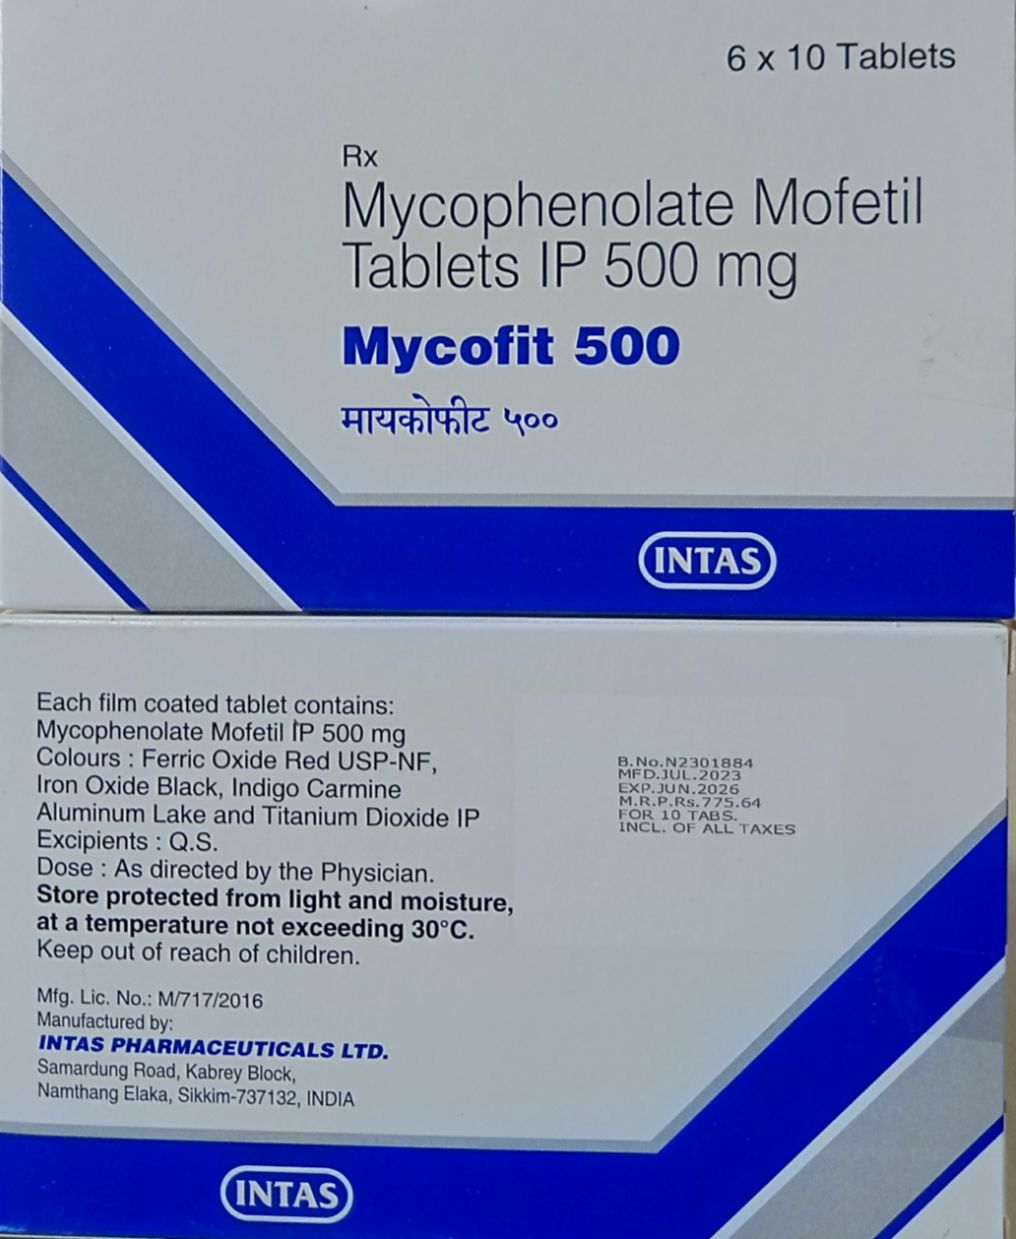 6 x 10 Tablets
Rx
Mycophenolate Mofetil
Tablets IP 500 mg
Mycofit 500
मायकोफीट ५००
INTAS
Each film coated tablet contains:
Mycophenolate Mofetil IP 500 mg
Colours : Ferric Oxide Red USP-NF,
Iron Oxide Black, Indigo Carmine
Aluminum Lake and Titanium Dioxide IP
Excipients : Q.S.
Dose : As directed by the Physician.
Store protected from light and moisture,
at a temperature not exceeding 30°C.
Keep out of reach of children.
Mfg. Lic. No.: M/717/2016
Manufactured by:
INTAS PHARMACEUTICALS LTD.
Samardung Road, Kabrey Block,
Namthang Elaka, Sikkim-737132, INDIA
B.No.N2301884
MFD.JUL.2023
EXP.JUN.2026
M.R.P.Rs.775.64
FOR 10 TABS.
INCL. OF ALL TAXES
INTAS